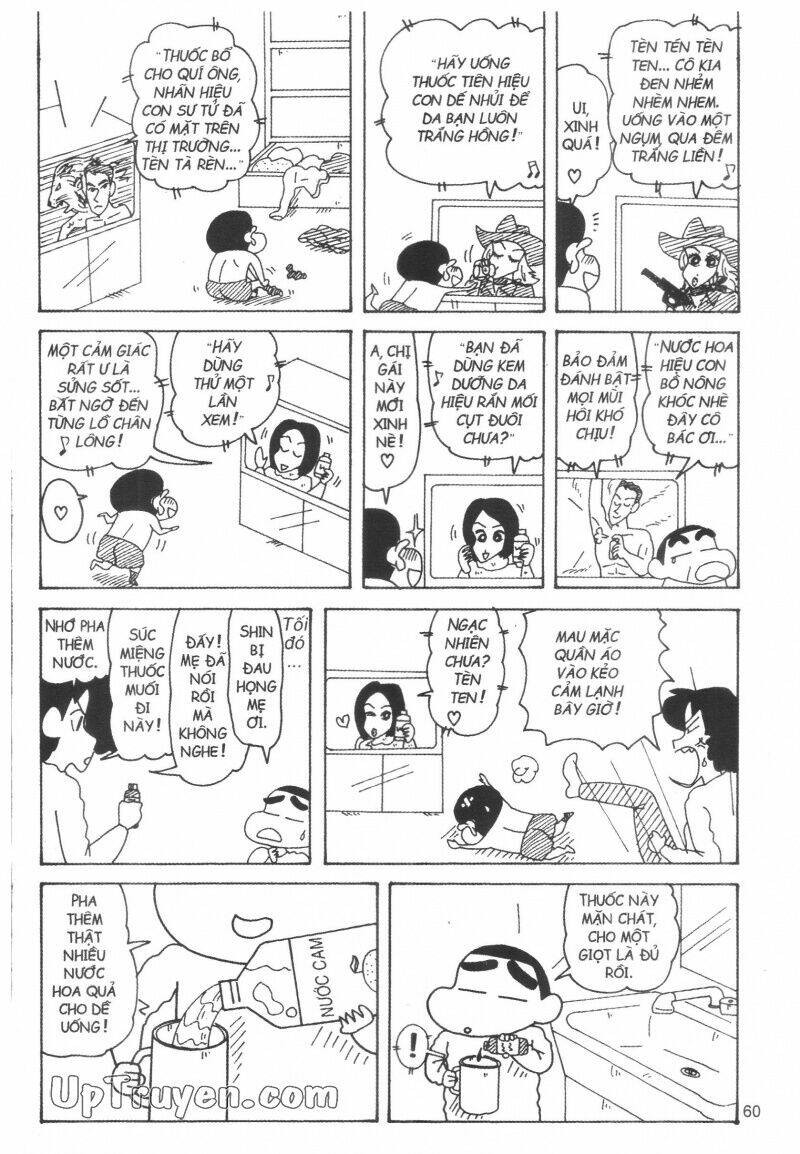 TÈN TÉN TÈN
TEN... CÔ KIA
ĐEN NHẺM
NHÈM NHEM.
UỐNG VÀO MỘT
NGỤM, QUA ĐÊM
TRẮNG LIỀN!"
UI,
XINH
QUÁ!
"HÃY UỐNG
THUỐC TIÊN HIỆU
CON DẾ NHỦI ĐỂ
DA BẠN LUÔN
TRẮNG HỒNG!"
"THUỐC BỔ
CHO QUÍ ÔNG,
NHÃN HIỆU
CON SƯ TỬ ĐÃ
CÓ MẶT TRÊN
THỊ TRƯỜNG...
TÈN TÀ RÈN..."
"NƯỚC HOA
HIỆU CON
BỒ NÔNG
KHÓC NHÈ
ĐÂY CÔ
BÁC ƠI..."
BẢO ĐẢM
ĐÁNH BẬT
MỌI MÙI
HÔI KHÓ
CHỊU!
"BẠN ĐÃ
DÙNG KEM
DƯỠNG DA
HIỆU RẮN MỐI
CỤT ĐUÔI
CHƯA?"
A, CHỊ
GÁI
NÀY
MỚI
XINH
NÈ!
"HÃY
DÙNG
THỬ MỘT
LẦN
XEM!"
MỘT CẢM GIÁC
RẤT Ư LÀ
SỬNG SỐT...
BẤT NGỜ ĐẾN
TỪNG LỖ CHÂN
LÔNG!
MAU MẶC
QUẦN ÁO
VÀO KẺO
CẢM LẠNH
BÂY GIỜ!
NGẠC
NHIÊN
CHƯA?
TÈN
TEN!
Tối
đó
...
SHIN
BỊ
ĐAU
HỌNG
MẸ
ƠI.
ĐẤY!
MẸ ĐÃ
NÓI
RỒI
MÀ
KHÔNG
NGHE!
SÚC
MIỆNG
THUỐC
MUỐI
ĐI
NÀY!
NHỚ PHA
THÊM
NƯỚC.
THUỐC NÀY
MẶN CHÁT,
CHO MỘT
GIỌT LÀ ĐỦ
RỒI.
!
PHA
THÊM
THẬT
NHIỀU
NƯỚC
HOA QUẢ
CHO DỄ
UỐNG!
NƯỚC CAM
UpTruyen.com
60